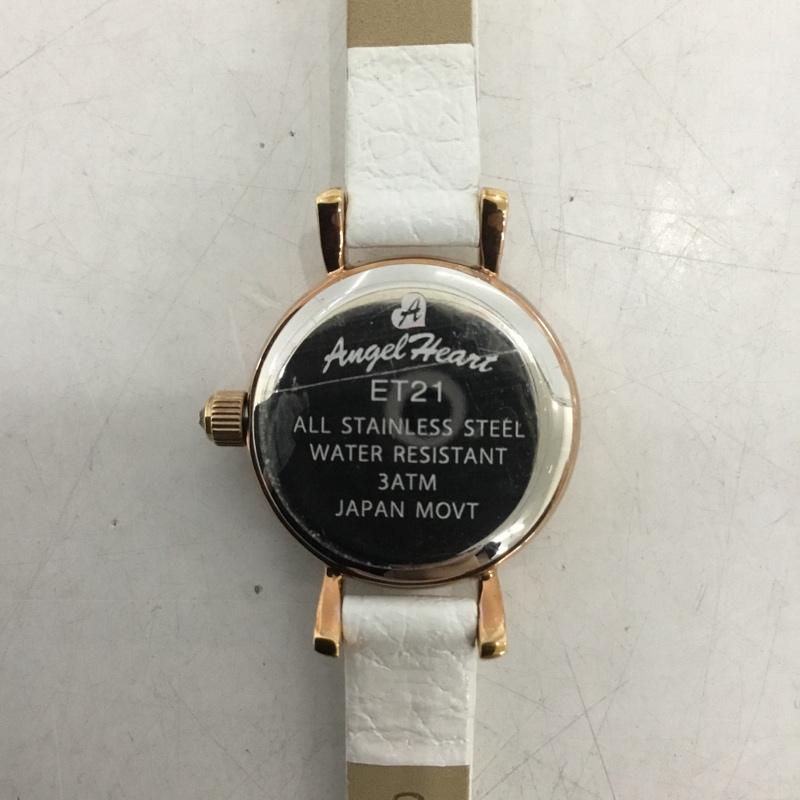 A
Angel Heart
ET21
ALL STAINLESS STEEL
WATER RESISTANT
3ATM
JAPAN MOVT